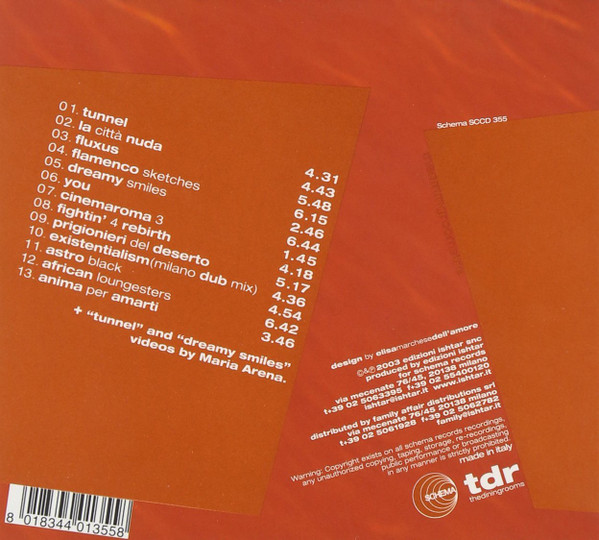 01. tunnel 4.31
02. la città nuda 4.43
03. fluxus 5.48
04. flamenco sketches 6.15
05. dreamy smiles 2.46
06. you 6.44
07. cinemaroma 3 1.45
08. fightin' 4 rebirth 4.18
09. prigionieri del deserto 5.17
10. existentialism (milano dub mix) 4.36
11. astro black 4.54
12. african loungesters 6.42
13. anima per amarti 3.46
+ "tunnel" and "dreamy smiles"
videos by Maria Arena.
8 018344 013558
Schema SCCD 355
design by elisamarchesedell'amore
©&℗ 2003 edizioni ishtar snc
produced by edizioni ishtar
for schema records
via mecenate 76/45, 20138 milano
t+39 02 5063395 f+39 02 55400120
ishtar@ishtar.it www.ishtar.it
distributed by family affair distributions srl
via mecenate 76/45 20138 milano
t+39 02 5061928 f+39 02 5062782
family@ishtar.it
Warning: Copyright exists on all schema records recordings.
any unauthorized copying, taping, storage, re-recordings,
public performance or broadcasting
in any manner is strictly prohibited.
made in italy
SCHEMA
tdr
thediningrooms